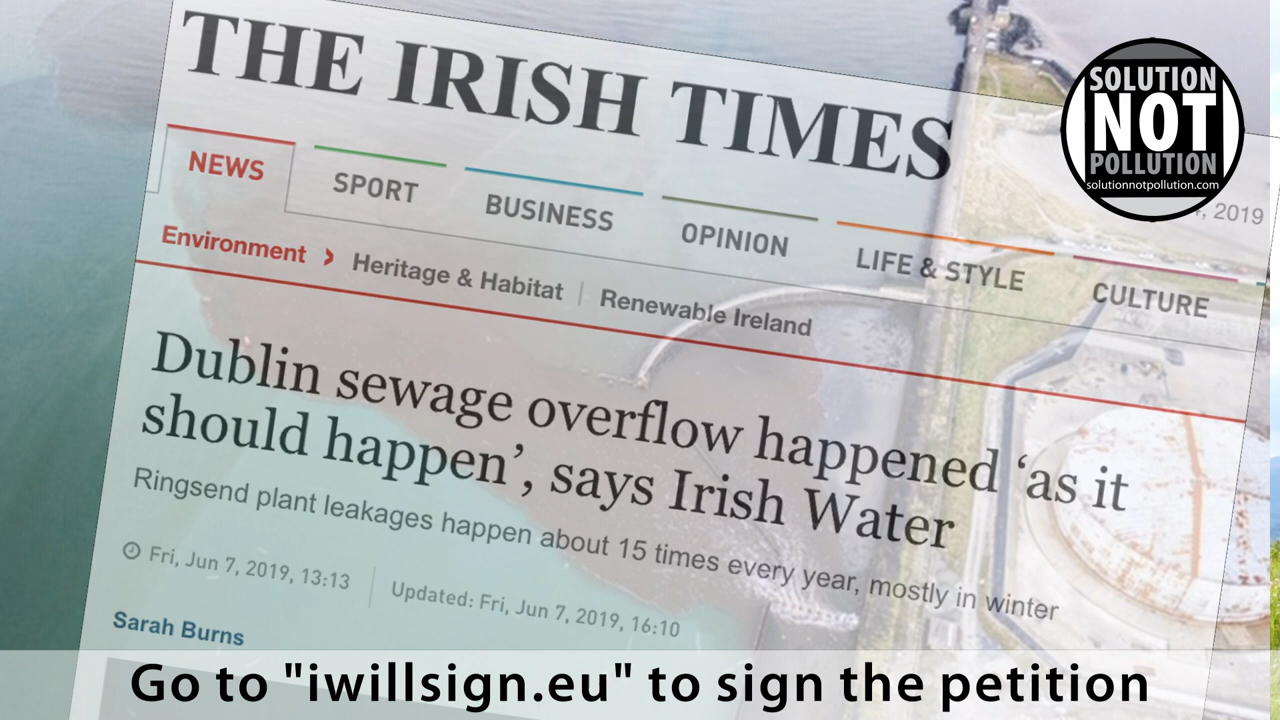 THE IRISH TIMES
SOLUTION
NOT
POLLUTION
solutionnotpollution.com
, 2019
NEWS
SPORT
BUSINESS
OPINION
LIFE & STYLE
CULTURE
Environment > Heritage & Habitat | Renewable Ireland
Dublin sewage overflow happened ‘as it
should happen’, says Irish Water
Ringsend plant leakages happen about 15 times every year, mostly in winter
Fri, Jun 7, 2019, 13:13 | Updated: Fri, Jun 7, 2019, 16:10
Sarah Burns
Go to "iwillsign.eu" to sign the petition